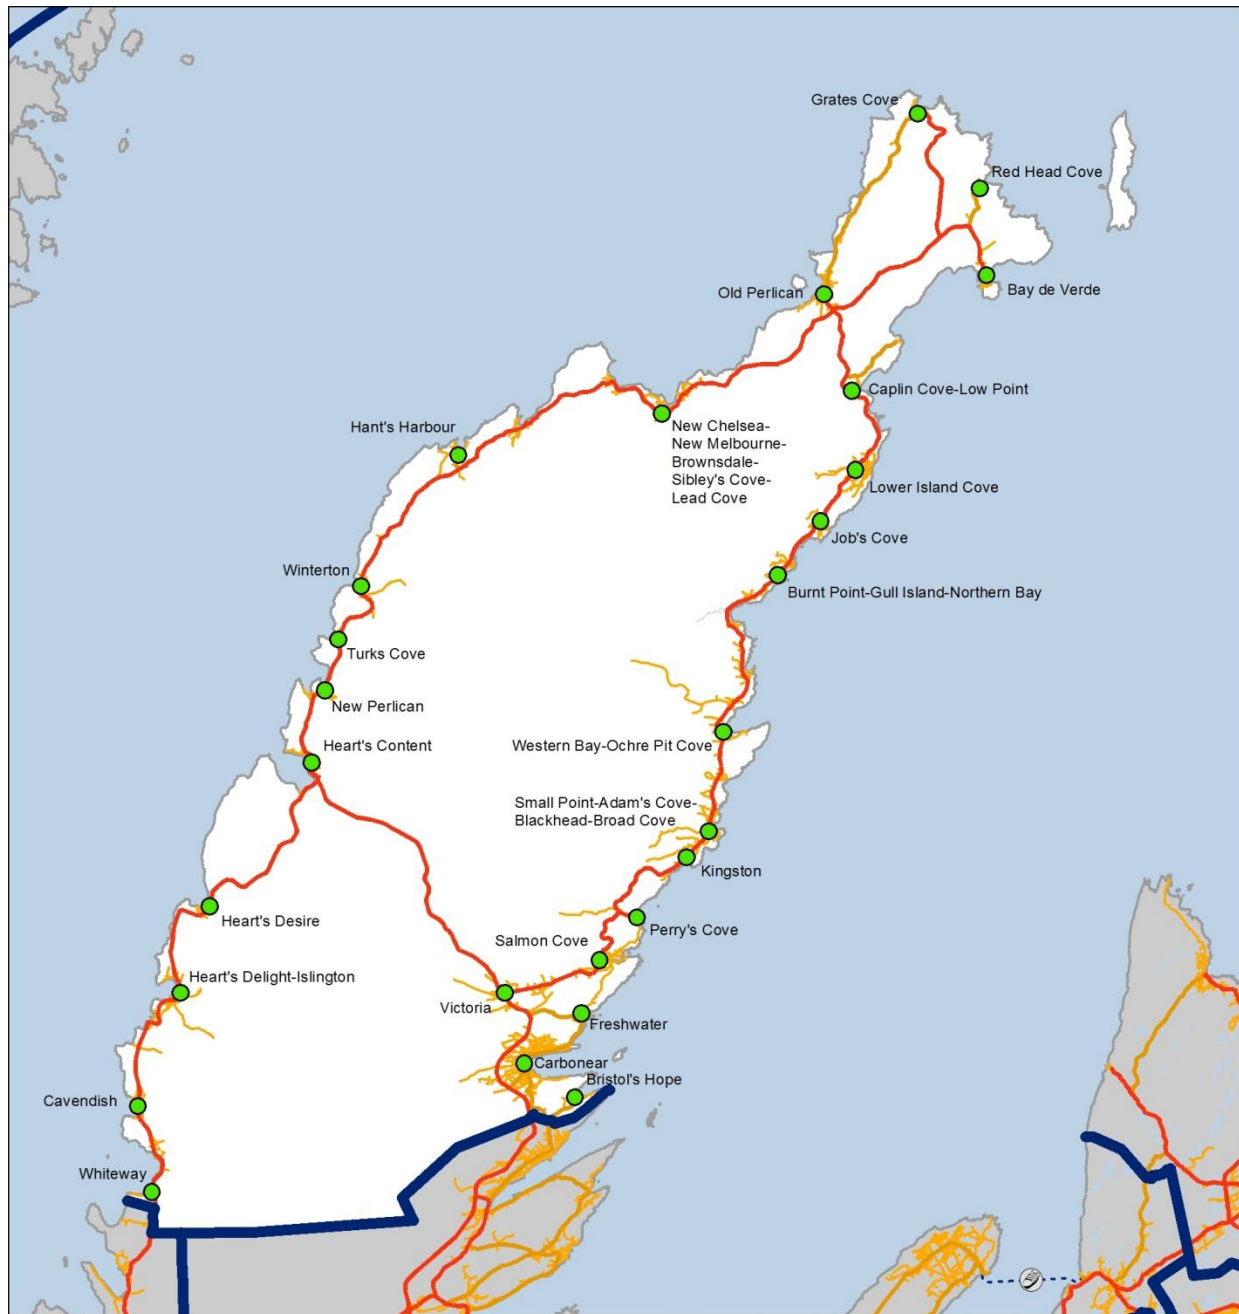 Grates Cove
Red Head Cove
Old Perlican
Bay de Verde
Caplin Cove-Low Point
New Chelsea-
New Melbourne-
Brownsdale-
Sibley's Cove-
Lead Cove
Hant's Harbour
Lower Island Cove
Job's Cove
Winterton
Burnt Point-Gull Island-Northern Bay
Turks Cove
New Perlican
Heart's Content
Western Bay-Ochre Pit Cove
Small Point-Adam's Cove-
Blackhead-Broad Cove
Kingston
Heart's Desire
Perry's Cove
Salmon Cove
Heart's Delight-Islington
Victoria
Freshwater
Carbonear
Bristol's Hope
Cavendish
Whiteway